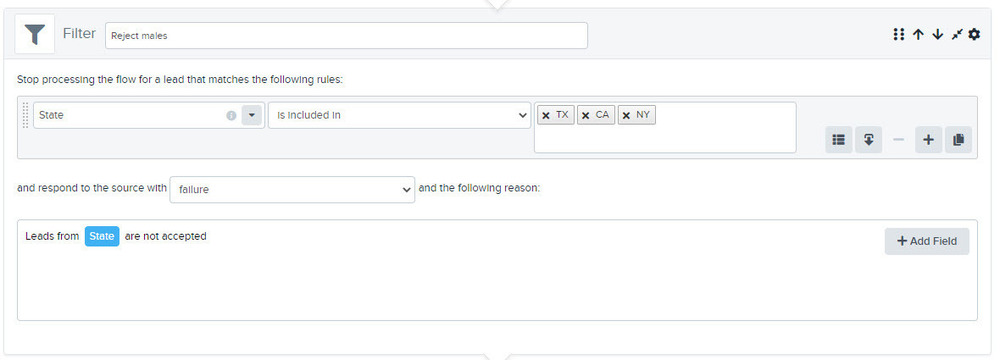 Filter Reject males
Stop processing the flow for a lead that matches the following rules:
State is included in TX CA NY
and respond to the source with failure and the following reason:
Leads from State are not accepted
Add Field